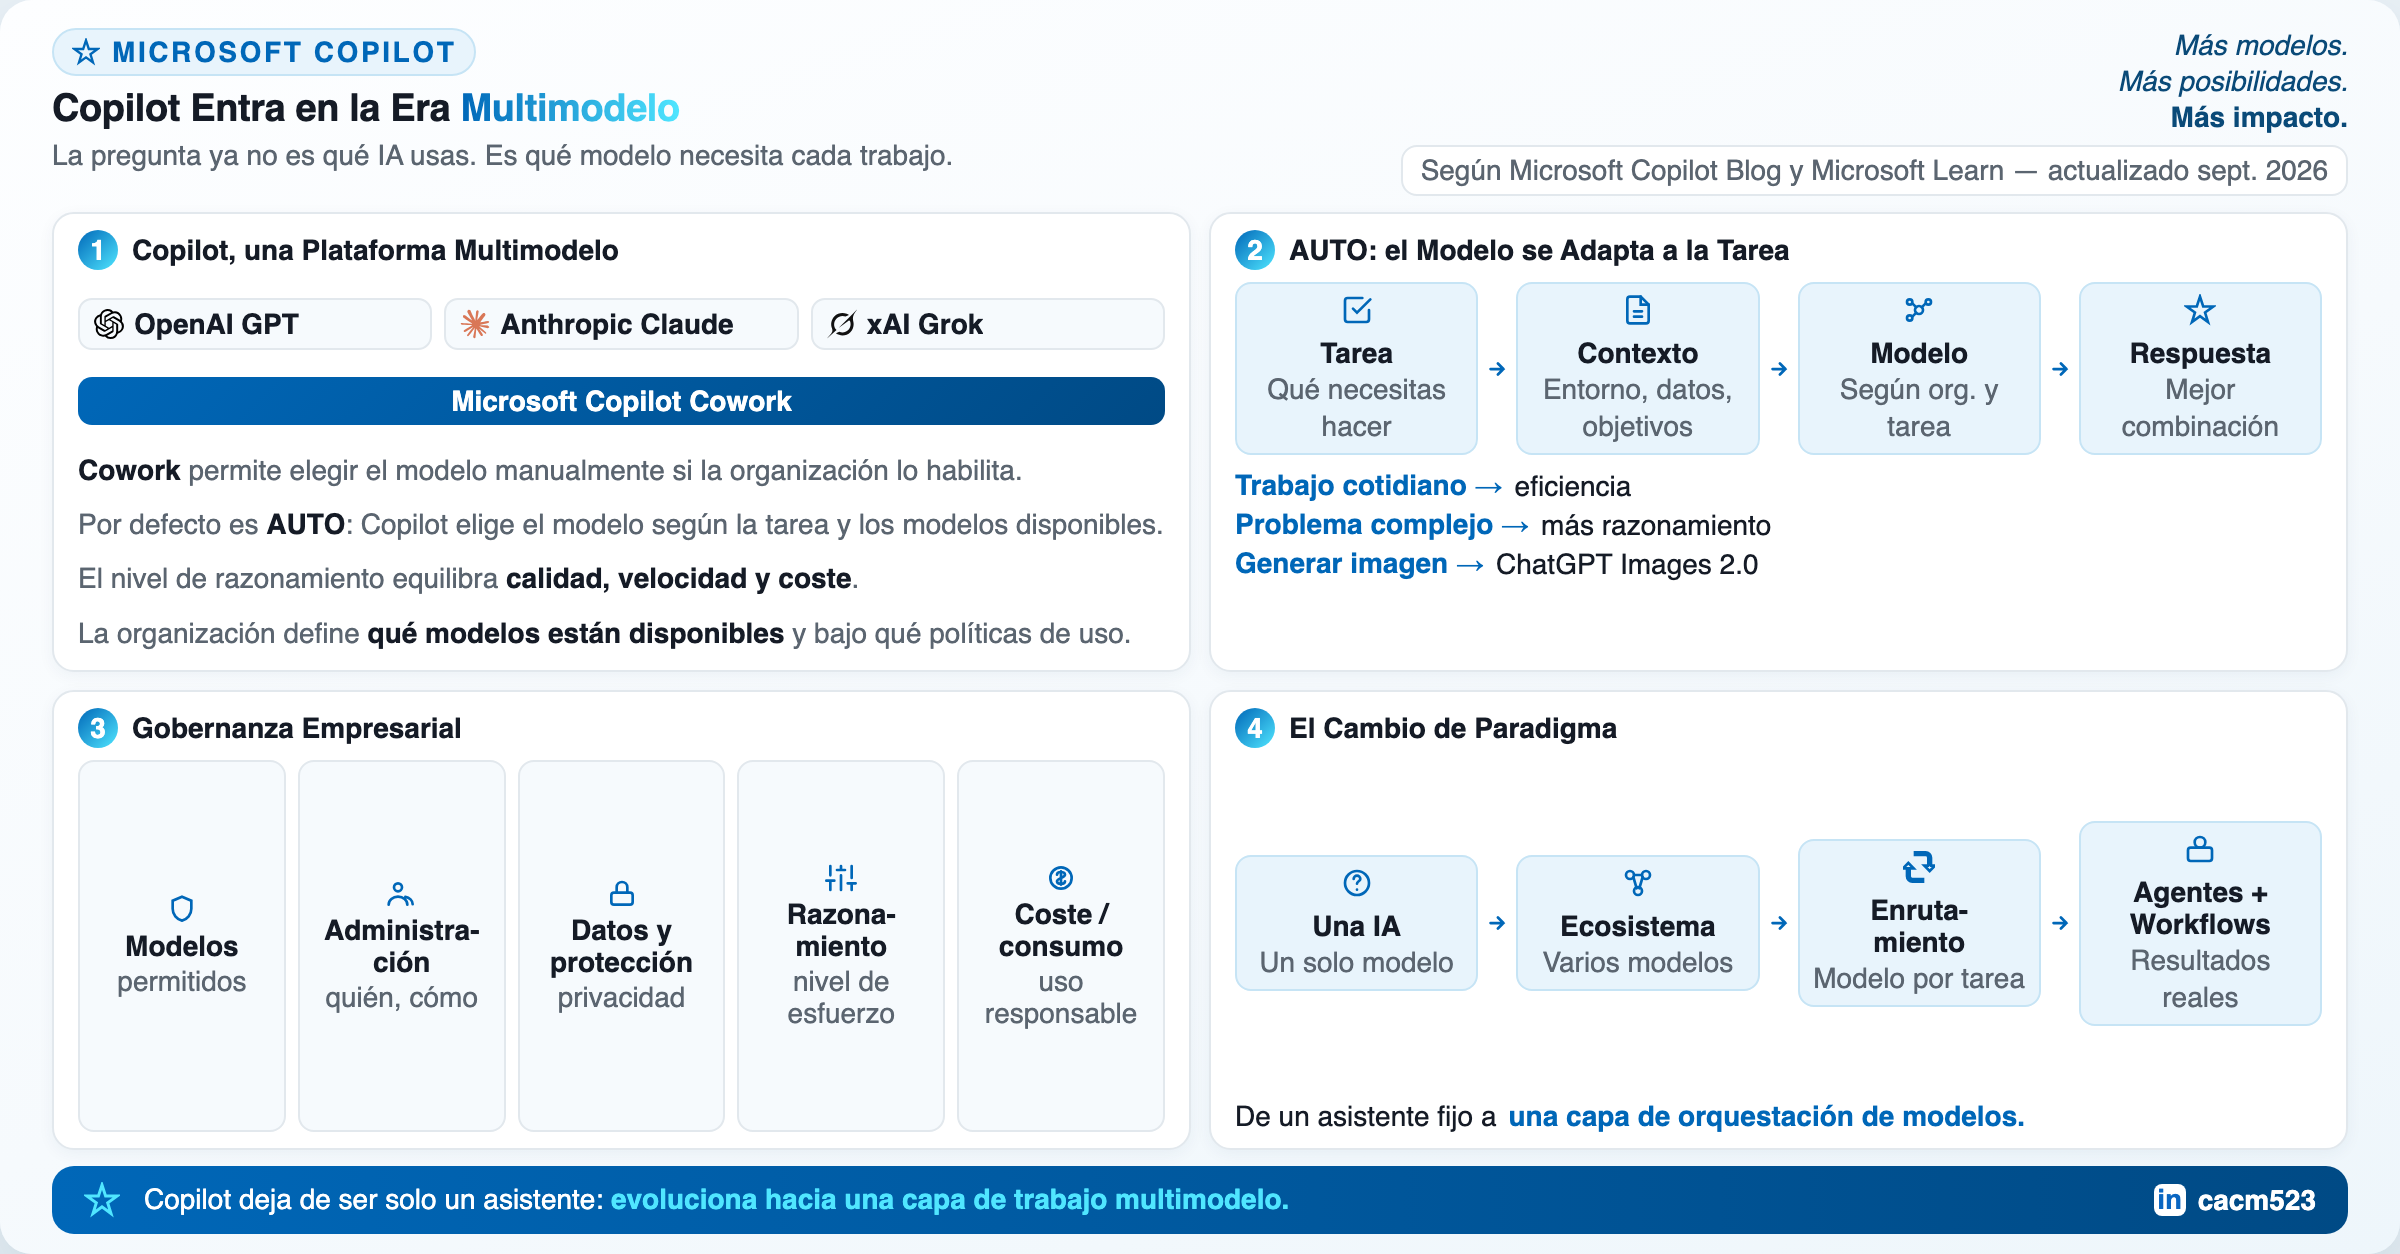 MICROSOFT COPILOT
Copilot Entra en la Era Multimodelo
La pregunta ya no es qué IA usas. Es qué modelo necesita cada trabajo.
Más modelos.
Más posibilidades.
Más impacto.
Según Microsoft Copilot Blog y Microsoft Learn — actualizado sept. 2026
1 Copilot, una Plataforma Multimodelo
OpenAI GPT
Anthropic Claude
xAI Grok
Microsoft Copilot Cowork
Cowork permite elegir el modelo manualmente si la organización lo habilita.
Por defecto es AUTO: Copilot elige el modelo según la tarea y los modelos disponibles.
El nivel de razonamiento equilibra calidad, velocidad y coste.
La organización define qué modelos están disponibles y bajo qué políticas de uso.
2 AUTO: el Modelo se Adapta a la Tarea
Tarea
Qué necesitas
hacer
→
Contexto
Entorno, datos,
objetivos
→
Modelo
Según org. y
tarea
→
Respuesta
Mejor
combinación
Trabajo cotidiano → eficiencia
Problema complejo → más razonamiento
Generar imagen → ChatGPT Images 2.0
3 Gobernanza Empresarial
Modelos
permitidos
Administra-
ción
quién, cómo
Datos y
protección
privacidad
Razona-
miento
nivel de
esfuerzo
Coste /
consumo
uso
responsable
4 El Cambio de Paradigma
Una IA
Un solo modelo
→
Ecosistema
Varios modelos
→
Enruta-
miento
Modelo por tarea
→
Agentes +
Workflows
Resultados
reales
De un asistente fijo a una capa de orquestación de modelos.
Copilot deja de ser solo un asistente: evoluciona hacia una capa de trabajo multimodelo.
in cacm523